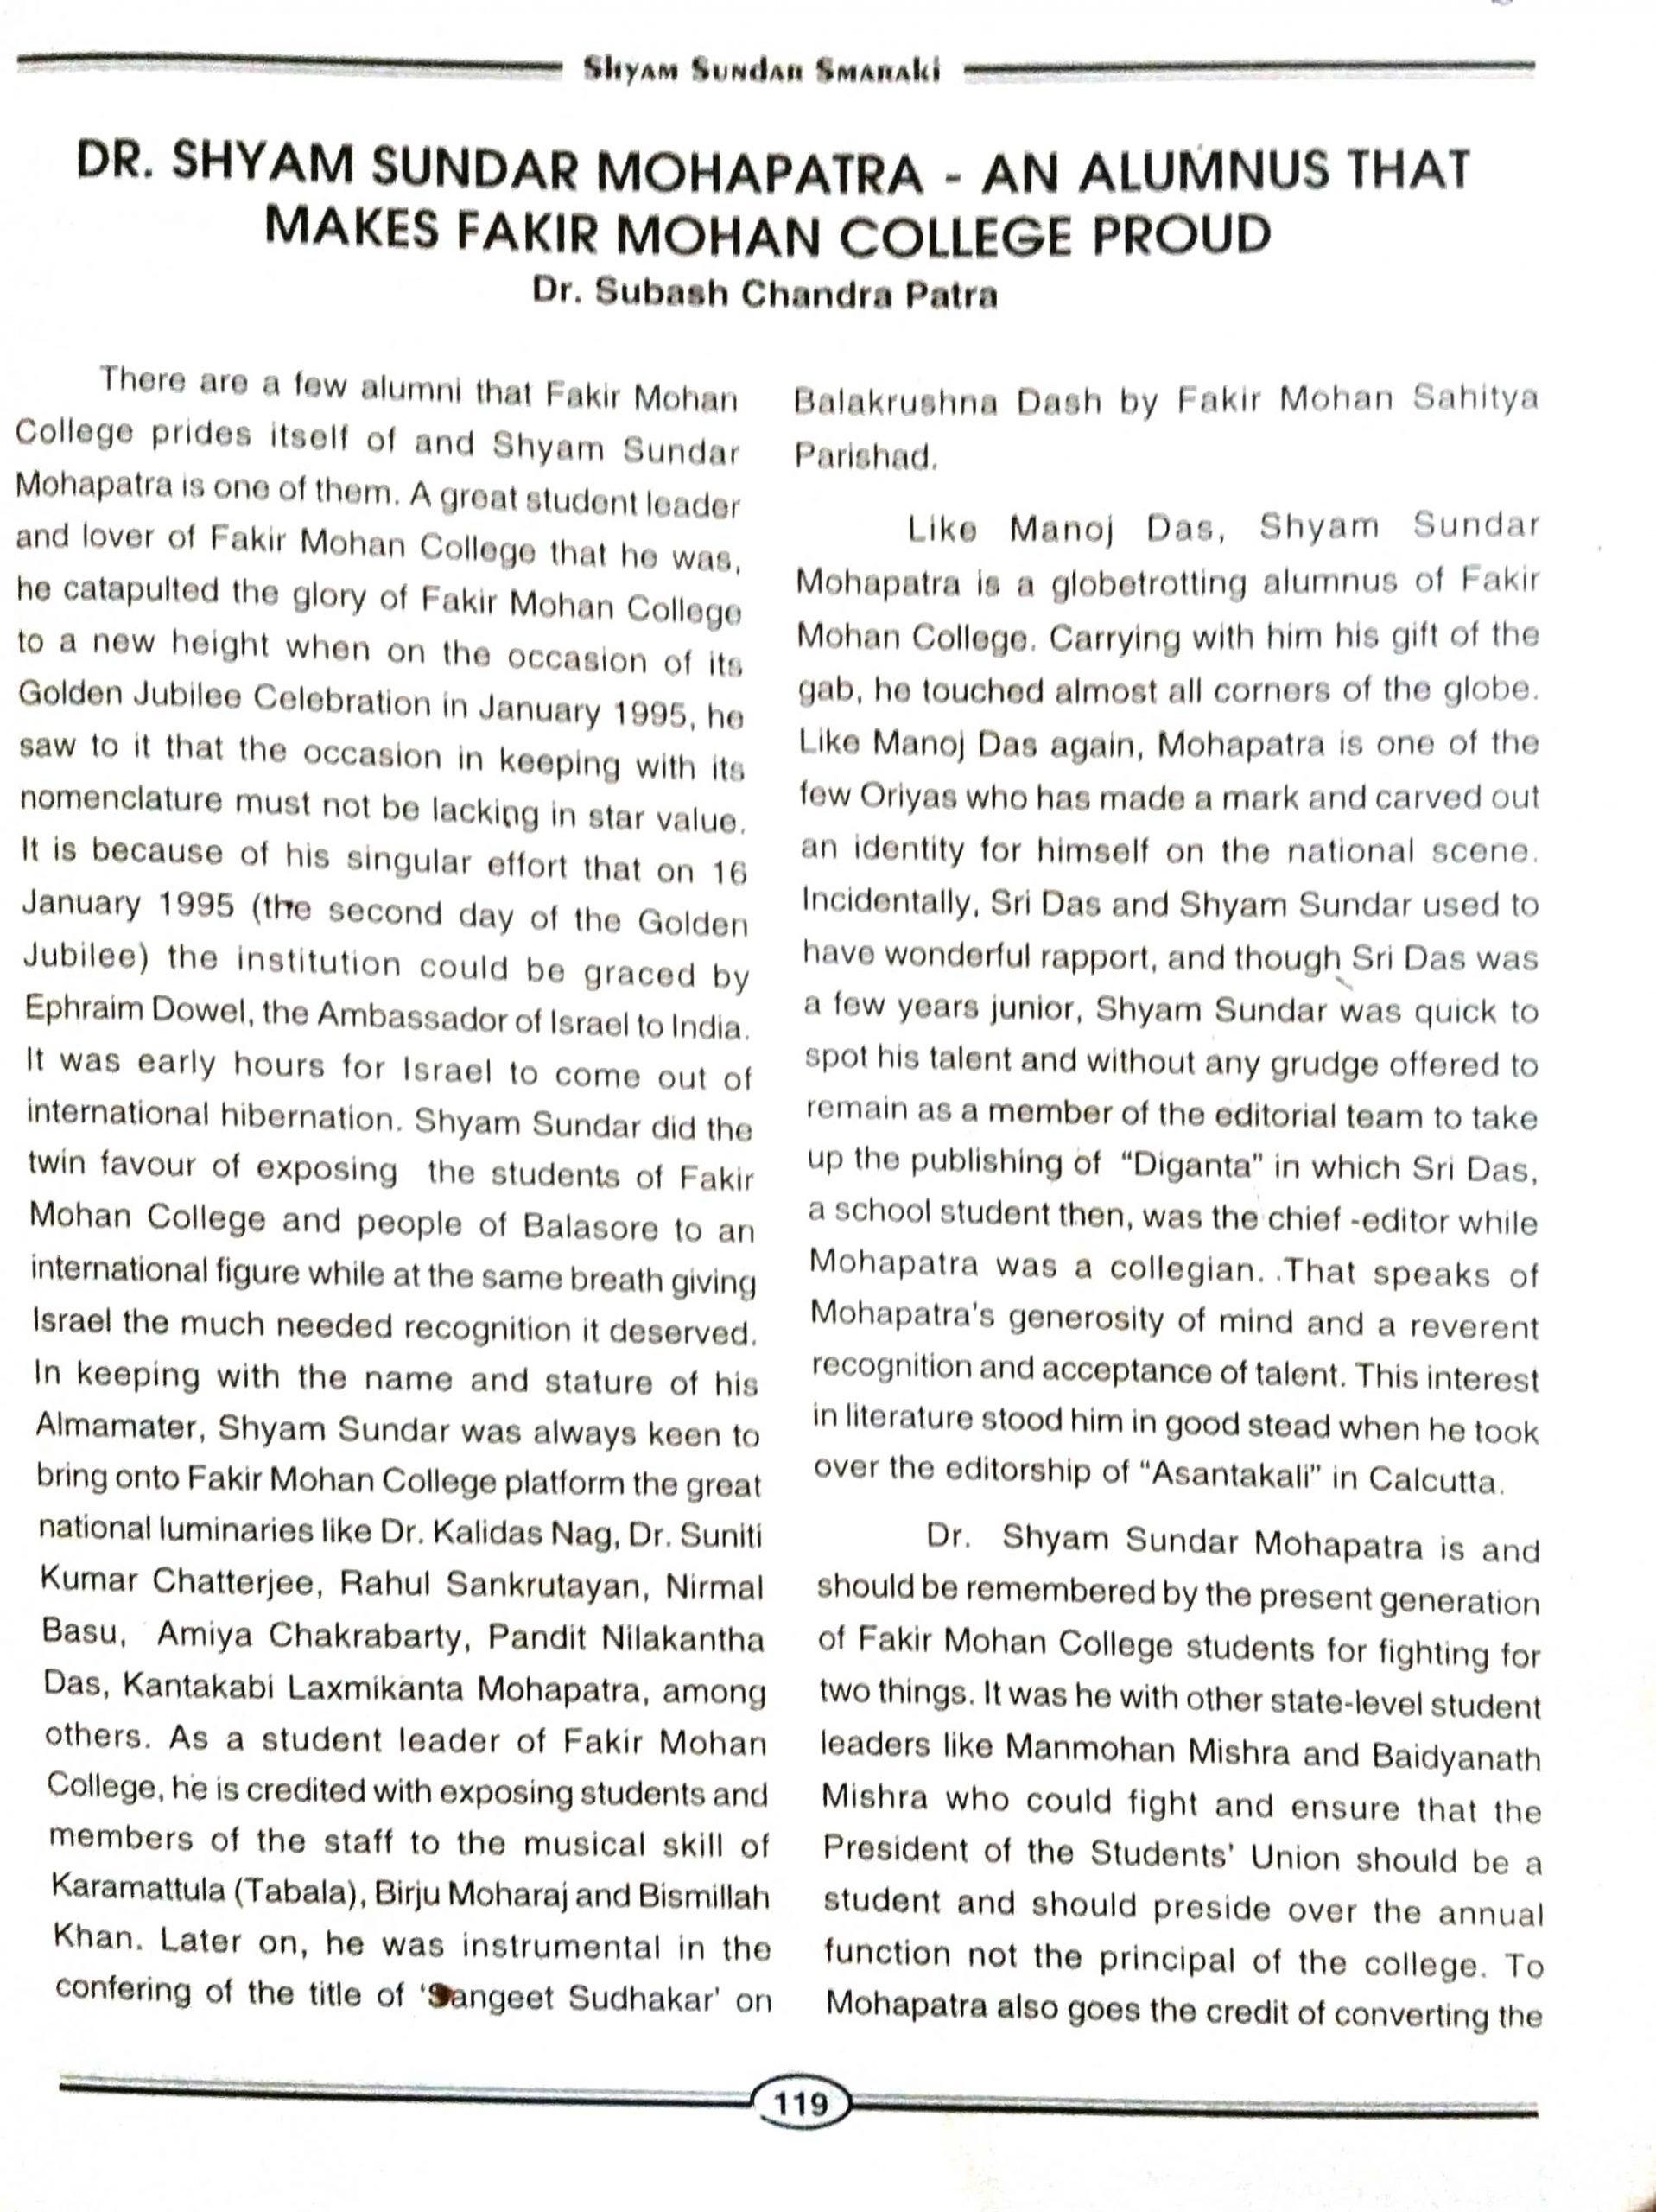 Shyam Sundar Smaraki
DR. SHYAM SUNDAR MOHAPATRA - AN ALUMNUS THAT
MAKES FAKIR MOHAN COLLEGE PROUD
Dr. Subash Chandra Patra
There are a few alumni that Fakir Mohan
College prides itself of and Shyam Sundar
Mohapatra is one of them. A great student leader
and lover of Fakir Mohan College that he was,
he catapulted the glory of Fakir Mohan College
to a new height when on the occasion of its
Golden Jubilee Celebration in January 1995, he
saw to it that the occasion in keeping with its
nomenclature must not be lacking in star value.
It is because of his singular effort that on 16
January 1995 (the second day of the Golden
Jubilee) the institution could be graced by
Ephraim Dowel, the Ambassador of Israel to India.
It was early hours for Israel to come out of
international hibernation. Shyam Sundar did the
twin favour of exposing the students of Fakir
Mohan College and people of Balasore to an
international figure while at the same breath giving
Israel the much needed recognition it deserved.
In keeping with the name and stature of his
Almamater, Shyam Sundar was always keen to
bring onto Fakir Mohan College platform the great
national luminaries like Dr. Kalidas Nag, Dr. Suniti
Kumar Chatterjee, Rahul Sankrutayan, Nirmal
Basu, Amiya Chakrabarty, Pandit Nilakantha
Das, Kantakabi Laxmikanta Mohapatra, among
others. As a student leader of Fakir Mohan
College, he is credited with exposing students and
members of the staff to the musical skill of
Karamattula (Tabala), Birju Moharaj and Bismillah
Khan. Later on, he was instrumental in the
confering of the title of 'Sangeet Sudhakar' on
Balakrushna Dash by Fakir Mohan Sahitya
Parishad.
Like Manoj Das, Shyam Sundar
Mohapatra is a globetrotting alumnus of Fakir
Mohan College. Carrying with him his gift of the
gab, he touched almost all corners of the globe.
Like Manoj Das again, Mohapatra is one of the
few Oriyas who has made a mark and carved out
an identity for himself on the national scene.
Incidentally, Sri Das and Shyam Sundar used to
have wonderful rapport, and though Sri Das was
a few years junior, Shyam Sundar was quick to
spot his talent and without any grudge offered to
remain as a member of the editorial team to take
up the publishing of "Diganta" in which Sri Das,
a school student then, was the chief -editor while
Mohapatra was a collegian. .That speaks of
Mohapatra's generosity of mind and a reverent
recognition and acceptance of talent. This interest
in literature stood him in good stead when he took
over the editorship of "Asantakali" in Calcutta.
Dr. Shyam Sundar Mohapatra is and
should be remembered by the present generation
of Fakir Mohan College students for fighting for
two things. It was he with other state-level student
leaders like Manmohan Mishra and Baidyanath
Mishra who could fight and ensure that the
President of the Students' Union should be a
student and should preside over the annual
function not the principal of the college. To
Mohapatra also goes the credit of converting the
119